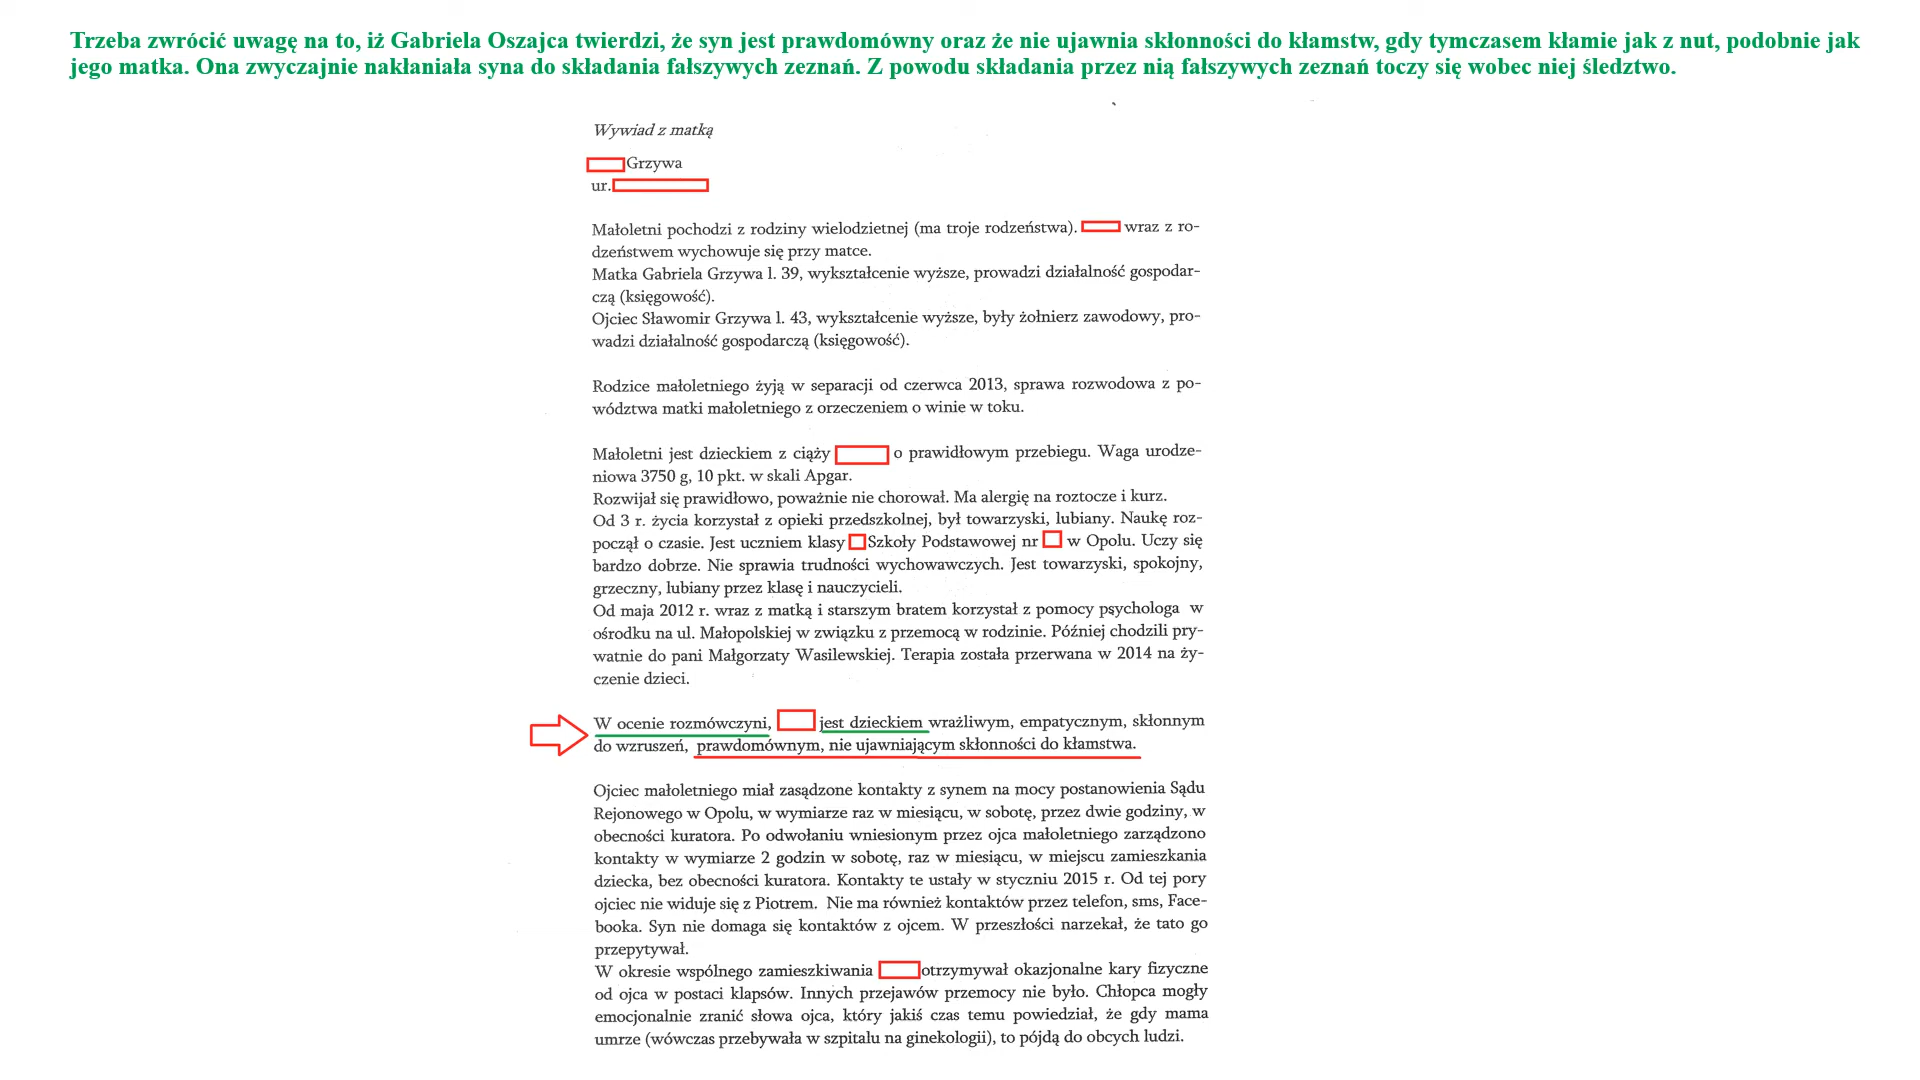 Trzeba zwrócić uwagę na to, iż Gabriela Oszajca twierdzi, że syn jest prawdomówny oraz że nie ujawnia skłonności do kłamstw, gdy tymczasem kłamie jak z nut, podobnie jak
jego matka. Ona zwyczajnie nakłaniała syna do składania fałszywych zeznań. Z powodu składania przez nią fałszywych zeznań toczy się wobec niej śledztwo.
Wywiad z matką
Grzywa
ur.
Małoletni pochodzi z rodziny wielodzietnej (ma troje rodzeństwa). wraz z ro-
dzeństwem wychowuje się przy matce.
Matka Gabriela Grzywa l. 39, wykształcenie wyższe, prowadzi działalność gospodar-
czą (księgowość).
Ojciec Sławomir Grzywa l. 43, wykształcenie wyższe, były żołnierz zawodowy, pro-
wadzi działalność gospodarczą (księgowość).
Rodzice małoletniego żyją w separacji od czerwca 2013, sprawa rozwodowa z po-
wództwa matki małoletniego z orzeczeniem o winie w toku.
Małoletni jest dzieckiem z ciąży o prawidłowym przebiegu. Waga urodze-
niowa 3750 g, 10 pkt. w skali Apgar.
Rozwijał się prawidłowo, poważnie nie chorował. Ma alergię na roztocze i kurz.
Od 3 r. życia korzystał z opieki przedszkolnej, był towarzyski, lubiany. Naukę roz-
począł o czasie. Jest uczniem klasy Szkoły Podstawowej nr w Opolu. Uczy się
bardzo dobrze. Nie sprawia trudności wychowawczych. Jest towarzyski, spokojny,
grzeczny, lubiany przez klasę i nauczycieli.
Od maja 2012 r. wraz z matką i starszym bratem korzystał z pomocy psychologa w
ośrodku na ul. Małopolskiej w związku z przemocą w rodzinie. Później chodzili pry-
watnie do pani Małgorzaty Wasilewskiej. Terapia została przerwana w 2014 na ży-
czenie dzieci.
W ocenie rozmówczyni, jest dzieckiem wrażliwym, empatycznym, skłonnym
do wzruszeń, prawdomównym, nie ujawniającym skłonności do kłamstwa.
Ojciec małoletniego miał zasądzone kontakty z synem na mocy postanowienia Sądu
Rejonowego w Opolu, w wymiarze raz w miesiącu, w sobotę, przez dwie godziny, w
obecności kuratora. Po odwołaniu wniesionym przez ojca małoletniego zarządzono
kontakty w wymiarze 2 godzin w sobotę, raz w miesiącu, w miejscu zamieszkania
dziecka, bez obecności kuratora. Kontakty te ustały w styczniu 2015 r. Od tej pory
ojciec nie widuje się z Piotrem. Nie ma również kontaktów przez telefon, sms, Face-
booka. Syn nie domaga się kontaktów z ojcem. W przeszłości narzekał, że tato go
przepytywał.
W okresie wspólnego zamieszkiwania otrzymywał okazjonalne kary fizyczne
od ojca w postaci klapsów. Innych przejawów przemocy nie było. Chłopca mogły
emocjonalnie zranić słowa ojca, który jakiś czas temu powiedział, że gdy mama
umrze (wówczas przebywała w szpitalu na ginekologii), to pójdą do obcych ludzi.